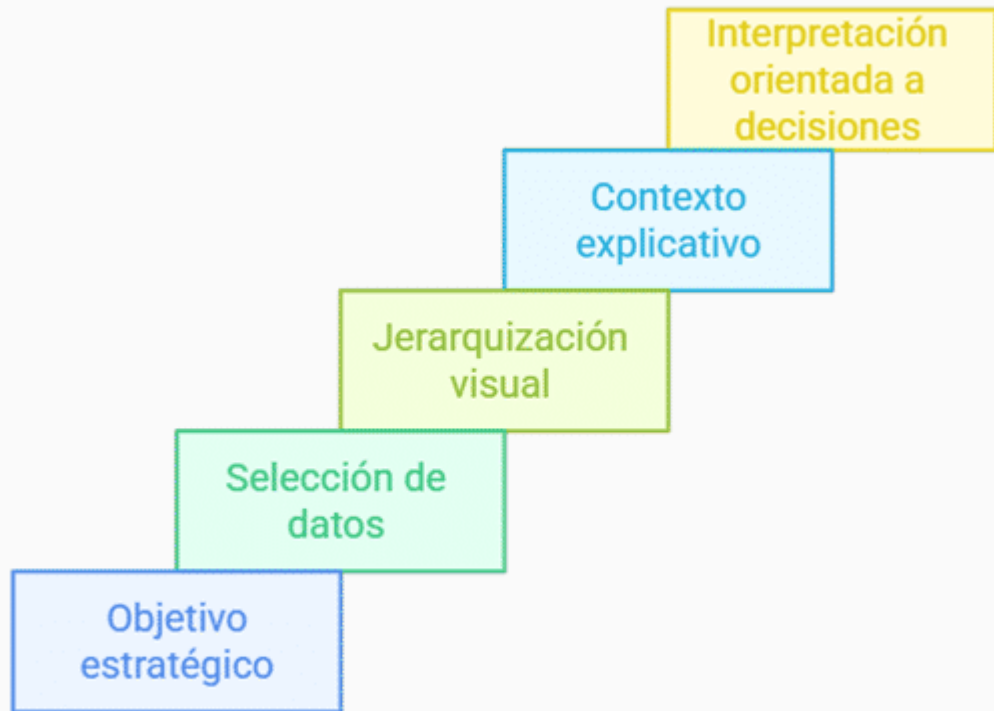 Interpretación
orientada a
decisiones
Contexto
explicativo
Jerarquización
visual
Selección de
datos
Objetivo
estratégico